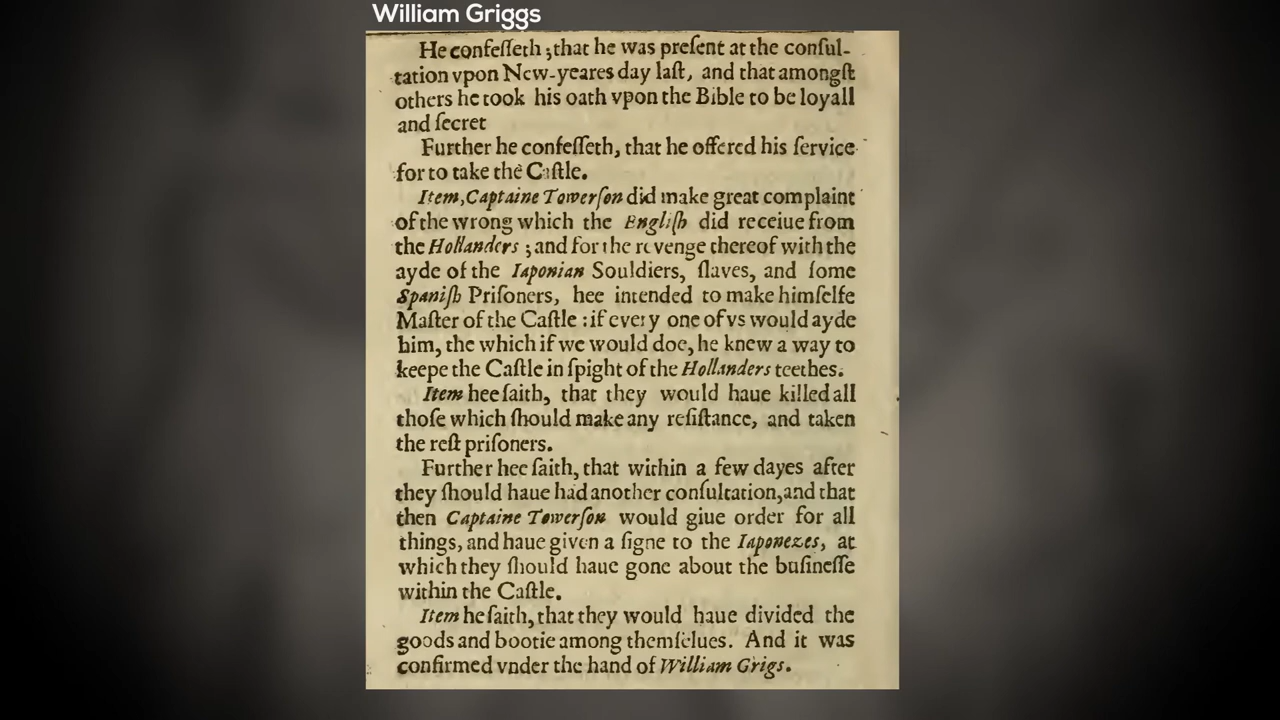 William Griggs
He confeſſeth ; that he was preſent at the conſul-
tation vpon New-yeares day laſt, and that amongſt
others he took his oath vpon the Bible to be loyall
and ſecret
Further he confeſſeth, that he offered his ſervice
for to take the Caſtle.
Item, Captaine Towerſon did make great complaint
of the wrong which the Engliſh did receiue from
the Hollanders ; and for the revenge thereof with the
ayde of the Iaponian Souldiers, ſlaves, and ſome
Spaniſh Priſoners, hee intended to make himſelfe
Maſter of the Caſtle : if every one of vs would ayde
him, the which if we would doe, he knew a way to
keepe the Caſtle in ſpight of the Hollanders teethes.
Item hee ſaith, that they would haue killed all
thoſe which ſhould make any reſiſtance, and taken
the reſt priſoners.
Further hee ſaith, that within a few dayes after
they ſhould haue had another conſultation, and that
then Captaine Towerſon would giue order for all
things, and haue given a ſigne to the Iaponezes, at
which they ſhould haue gone about the buſineſſe
within the Caſtle.
Item he ſaith, that they would haue divided the
goods and bootie among themſelues. And it was
confirmed vnder the hand of William Grigs.